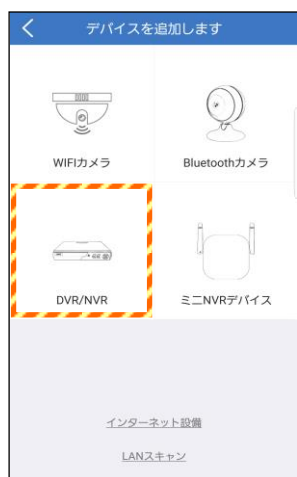 デバイスを追加します
WIFIカメラ
Bluetoothカメラ
DVR/NVR
ミニNVRデバイス
インターネット設備
LANスキャン